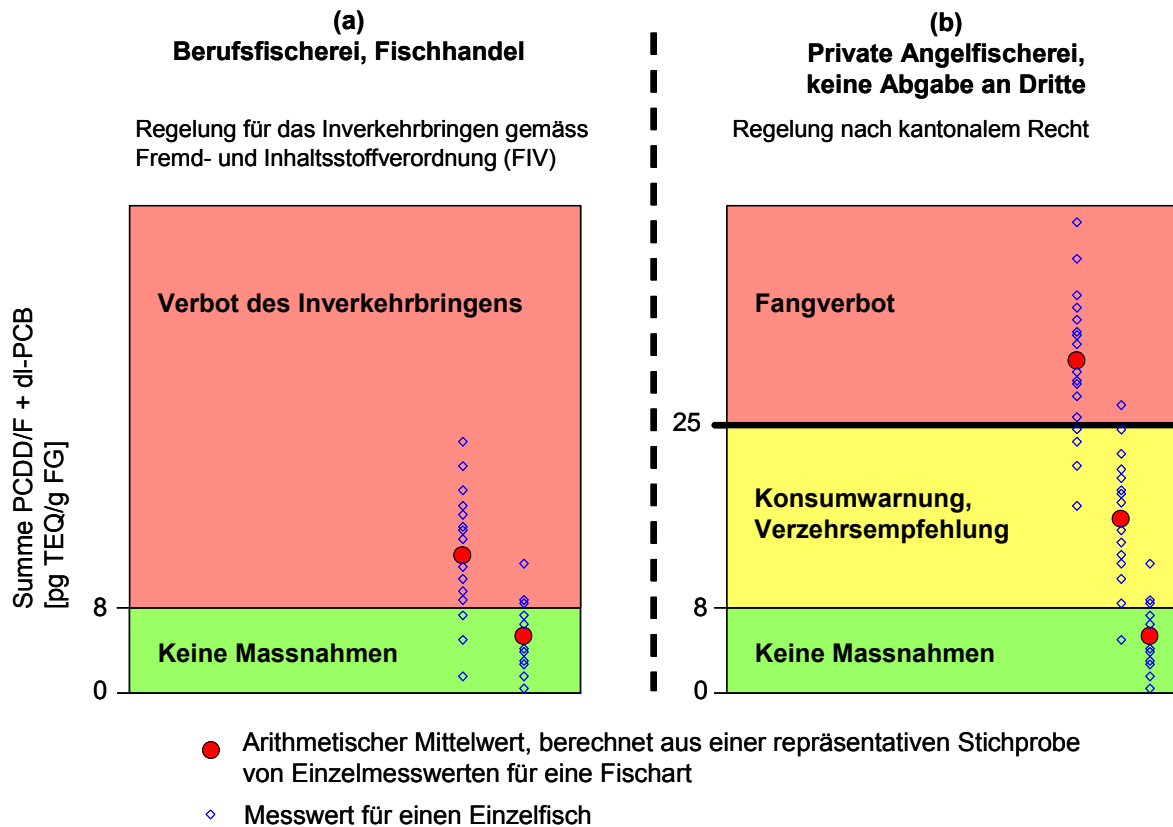 (a)
Berufsfischerei, Fischhandel
Regelung für das Inverkehrbringen gemäss
Fremd- und Inhaltsstoffverordnung (FIV)
(b)
Private Angelfischerei,
keine Abgabe an Dritte
Regelung nach kantonalem Recht
Summe PCDD/F + dl-PCB
[pg TEQ/g FG]
Verbot des Inverkehrbringens
8
Keine Massnahmen
0
Fangverbot
25
Konsumwarnung,
Verzehrsempfehlung
8
Keine Massnahmen
0
Arithmetischer Mittelwert, berechnet aus einer repräsentativen Stichprobe
von Einzelmesswerten für eine Fischart
Messwert für einen Einzelfisch